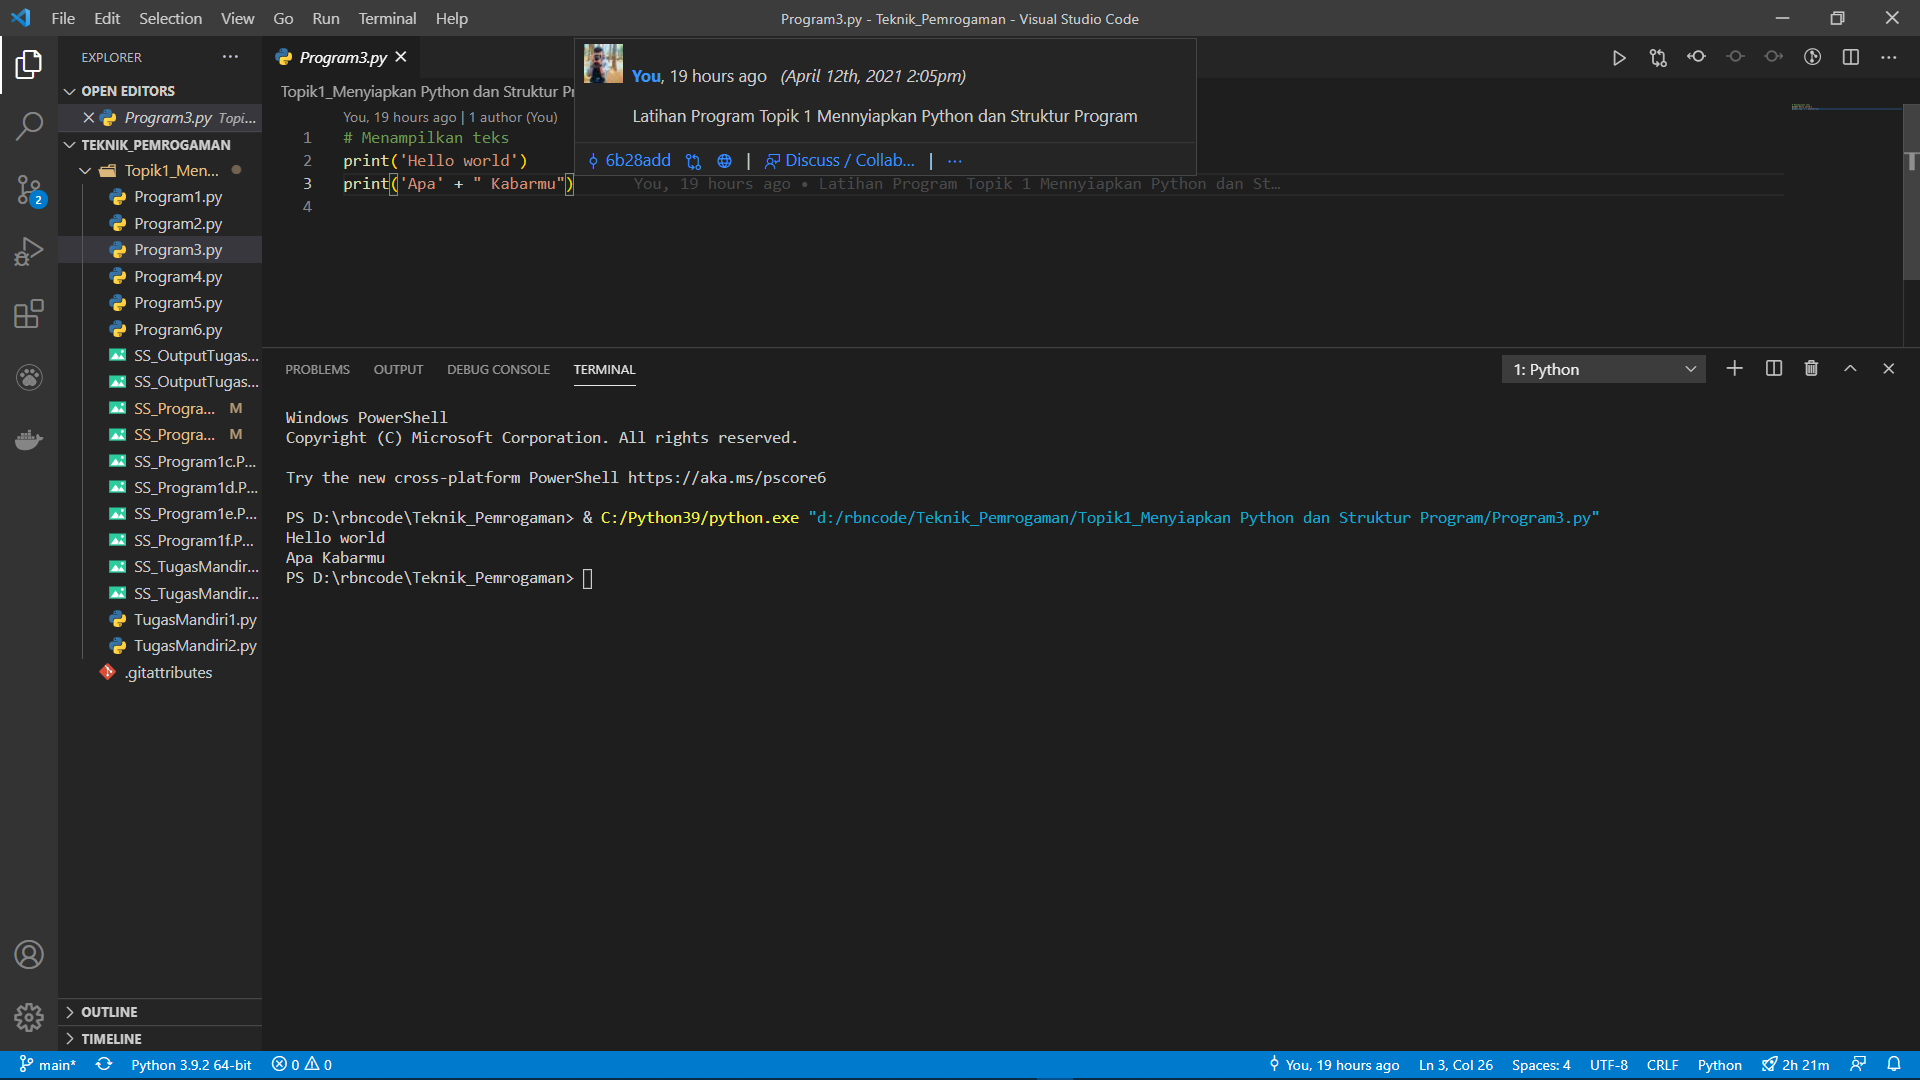 File Edit Selection View Go Run Terminal Help
Program3.py - Teknik_Pemrogaman - Visual Studio Code
EXPLORER
OPEN EDITORS
Program3.py Topi...
TEKNIK_PEMROGAMAN
Topik1_Men...
Program1.py
Program2.py
Program3.py
Program4.py
Program5.py
Program6.py
SS_OutputTugas...
SS_OutputTugas...
SS_Progra... M
SS_Progra... M
SS_Program1c.P...
SS_Program1d.P...
SS_Program1e.P...
SS_Program1f.P...
SS_TugasMandir...
SS_TugasMandir...
TugasMandiri1.py
TugasMandiri2.py
.gitattributes
OUTLINE
TIMELINE
2
Program3.py
Topik1_Menyiapkan Python dan Struktur Pr
You, 19 hours ago | 1 author (You)
1 # Menampilkan teks
2 print('Hello world')
3 print('Apa' + " Kabarmu") You, 19 hours ago • Latihan Program Topik 1 Mennyiapkan Python dan St…
4
You, 19 hours ago (April 12th, 2021 2:05pm)
Latihan Program Topik 1 Mennyiapkan Python dan Struktur Program
6b28add | Discuss / Collab... | ...
PROBLEMS OUTPUT DEBUG CONSOLE TERMINAL
1: Python
Windows PowerShell
Copyright (C) Microsoft Corporation. All rights reserved.
Try the new cross-platform PowerShell https://aka.ms/pscore6
PS D:\rbncode\Teknik_Pemrogaman> & C:/Python39/python.exe "d:/rbncode/Teknik_Pemrogaman/Topik1_Menyiapkan Python dan Struktur Program/Program3.py"
Hello world
Apa Kabarmu
PS D:\rbncode\Teknik_Pemrogaman>
main* Python 3.9.2 64-bit 0 0
You, 19 hours ago Ln 3, Col 26 Spaces: 4 UTF-8 CRLF Python 2h 21m